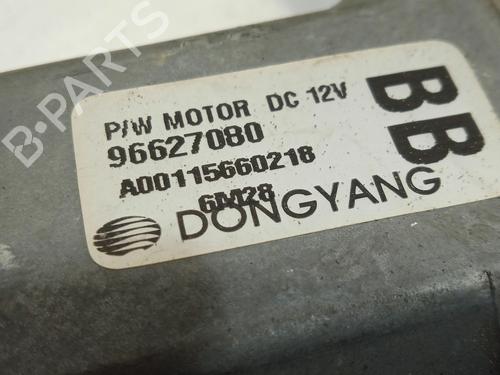 P/W MOTOR DC 12V
96627080
A00115660218
6M28
DONGYANG
BB
B-PARTS